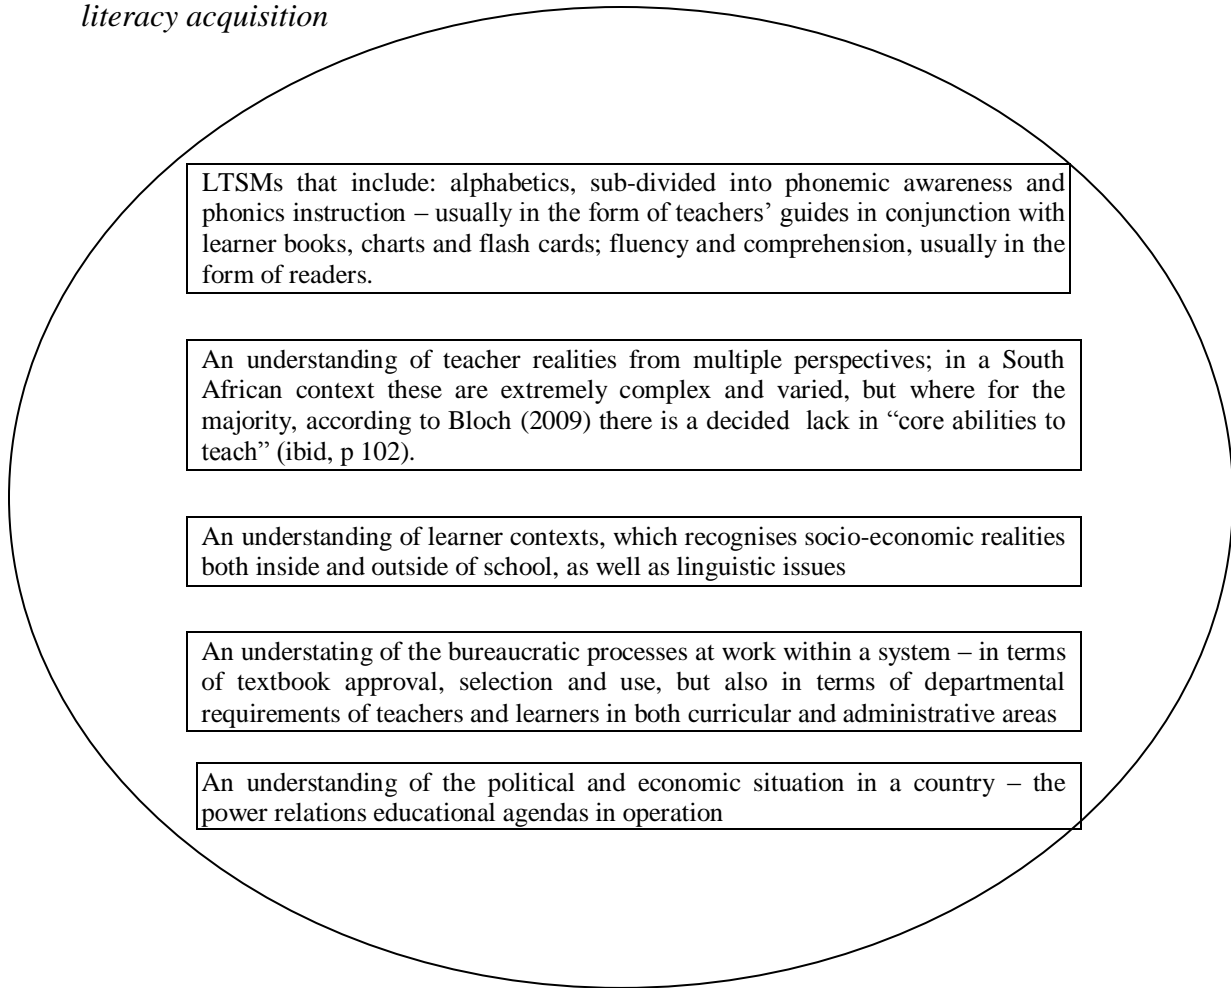 literacy acquisition
LTSMs that include: alphabetics, sub-divided into phonemic awareness and
phonics instruction – usually in the form of teachers’ guides in conjunction with
learner books, charts and flash cards; fluency and comprehension, usually in the
form of readers.
An understanding of teacher realities from multiple perspectives; in a South
African context these are extremely complex and varied, but where for the
majority, according to Bloch (2009) there is a decided lack in “core abilities to
teach” (ibid, p 102).
An understanding of learner contexts, which recognises socio-economic realities
both inside and outside of school, as well as linguistic issues
An understating of the bureaucratic processes at work within a system – in terms
of textbook approval, selection and use, but also in terms of departmental
requirements of teachers and learners in both curricular and administrative areas
An understanding of the political and economic situation in a country – the
power relations educational agendas in operation